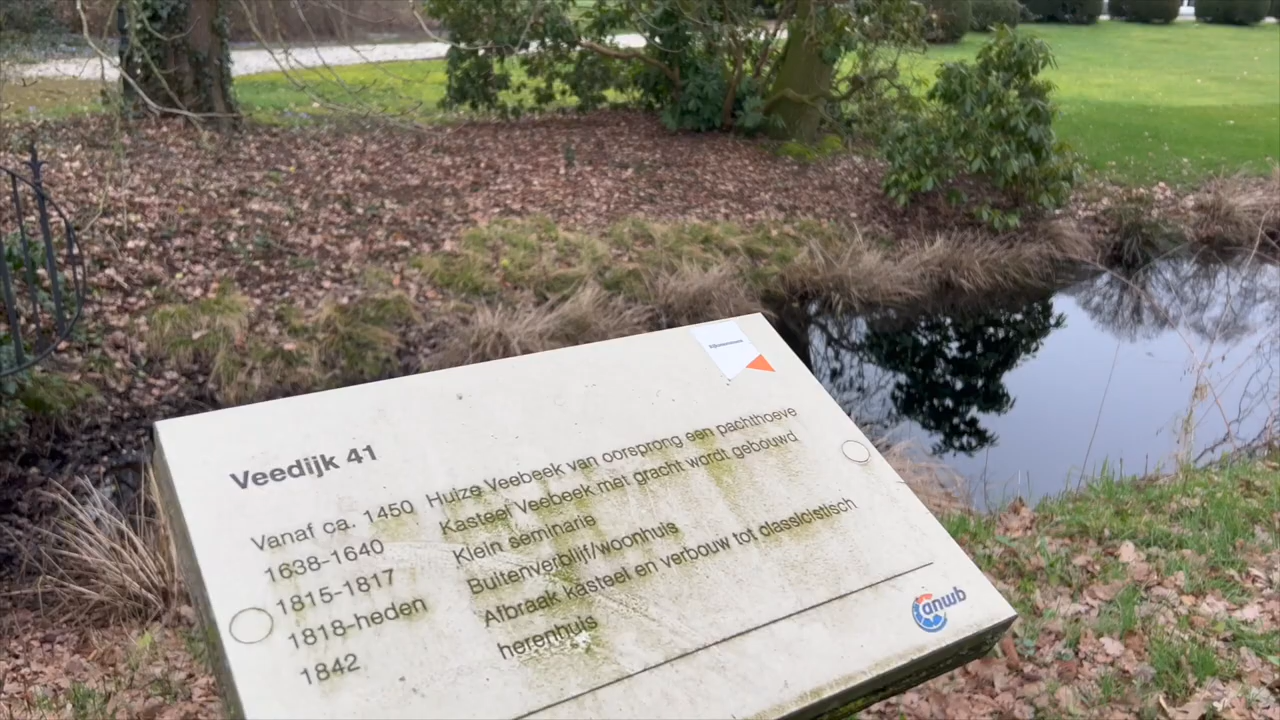 Veedijk 41
Vanaf ca. 1450 Huize Veebeek van oorsprong een pachthoeve
1638-1640 Kasteel Veebeek met gracht wordt gebouwd
1815-1817 Klein seminarie
1818-heden Buitenverblijf/woonhuis
1842 Afbraak kasteel en verbouw tot classicistisch
herenhuis
anwb